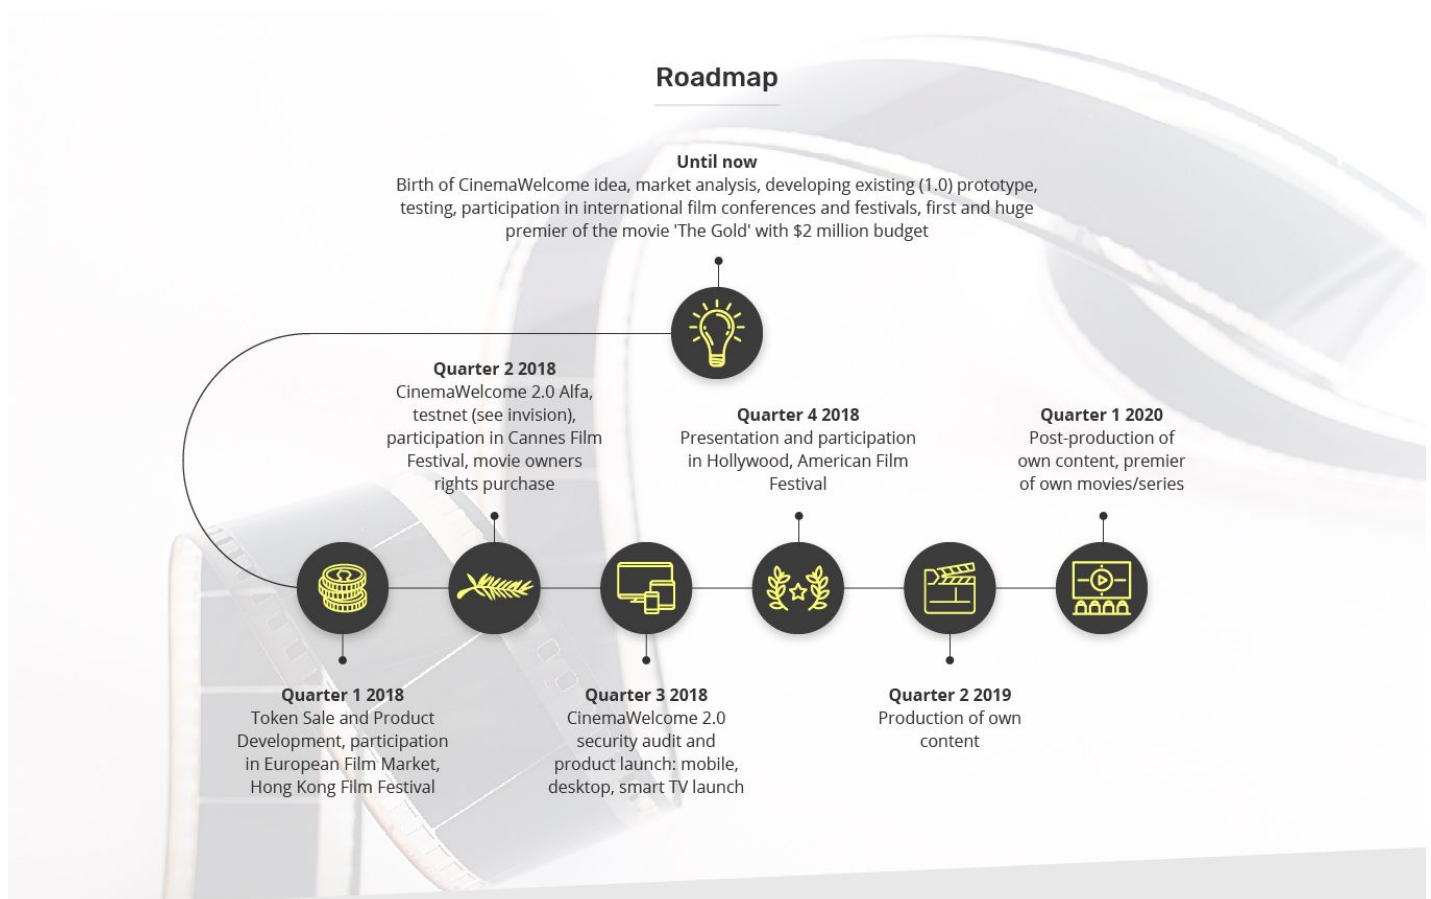 Roadmap
Until now
Birth of CinemaWelcome idea, market analysis, developing existing (1.0) prototype,
testing, participation in international film conferences and festivals, first and huge
premier of the movie 'The Gold' with $2 million budget
Quarter 2 2018
CinemaWelcome 2.0 Alfa,
testnet (see invision),
participation in Cannes Film
Festival, movie owners
rights purchase
Quarter 4 2018
Presentation and participation
in Hollywood, American Film
Festival
Quarter 1 2020
Post-production of
own content, premier
of own movies/series
Quarter 1 2018
Token Sale and Product
Development, participation
in European Film Market,
Hong Kong Film Festival
Quarter 3 2018
CinemaWelcome 2.0
security audit and
product launch: mobile,
desktop, smart TV launch
Quarter 2 2019
Production of own
content